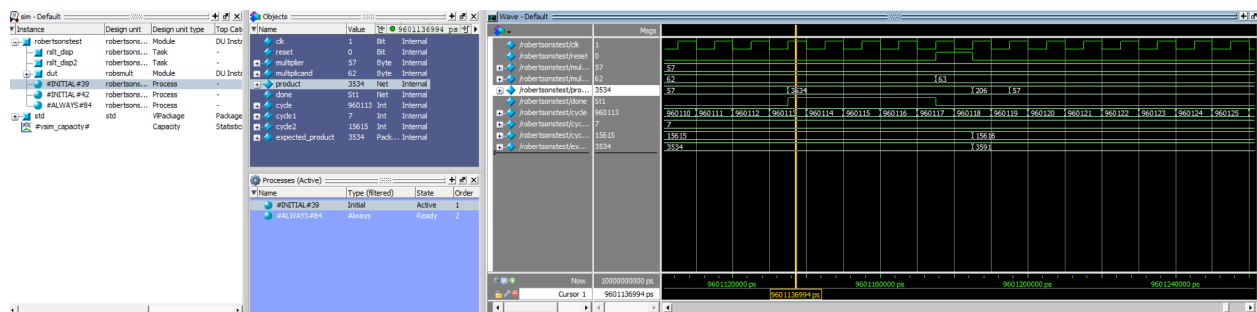 sim - Default
Instance Design unit Design unit type Top Cate
robertsonstest robertsons... Module DU Insta
rslt_disp robertsons... Task -
rslt_disp2 robertsons... Task -
dut robsmult Module DU Insta
#INITIAL#39 robertsons... Process -
#INITIAL#42 robertsons... Process -
#ALWAYS#84 robertsons... Process -
std std VIPackage Package
#vsim_capacity# Capacity Statistic
Objects
Name Value 9601136994 ps
clk 1 Bit Internal
reset 0 Bit Internal
multiplier 57 Byte Internal
multiplicand 62 Byte Internal
product 3534 Net Internal
done St1 Net Internal
cycle 960113 Int Internal
cycle1 7 Int Internal
cycle2 15615 Int Internal
expected_product 3534 Pack... Internal
Processes (Active)
Name Type (filtered) State Order
#INITIAL#39 Initial Active 1
#ALWAYS#84 Always Ready 2
Wave - Default
Msgs
/robertsonstest/clk 1
/robertsonstest/reset 0
/robertsonstest/mul... 57 57
/robertsonstest/mul... 62 62 63
/robertsonstest/pro... 3534 57 3534 206 57
/robertsonstest/done St1
/robertsonstest/cycle 960113 960110 960111 960112 960113 960114 960115 960116 960117 960118 960119 960120 960121 960122 960123 960124 960125
/robertsonstest/cyc... 7 7
/robertsonstest/cyc... 15615 15615 15616
/robertsonstest/ex... 3534 3534 3591
Now 10000000000 ps 9601120000 ps 9601160000 ps 9601200000 ps 9601240000 ps
Cursor 1 9601136994 ps 9601136994 ps